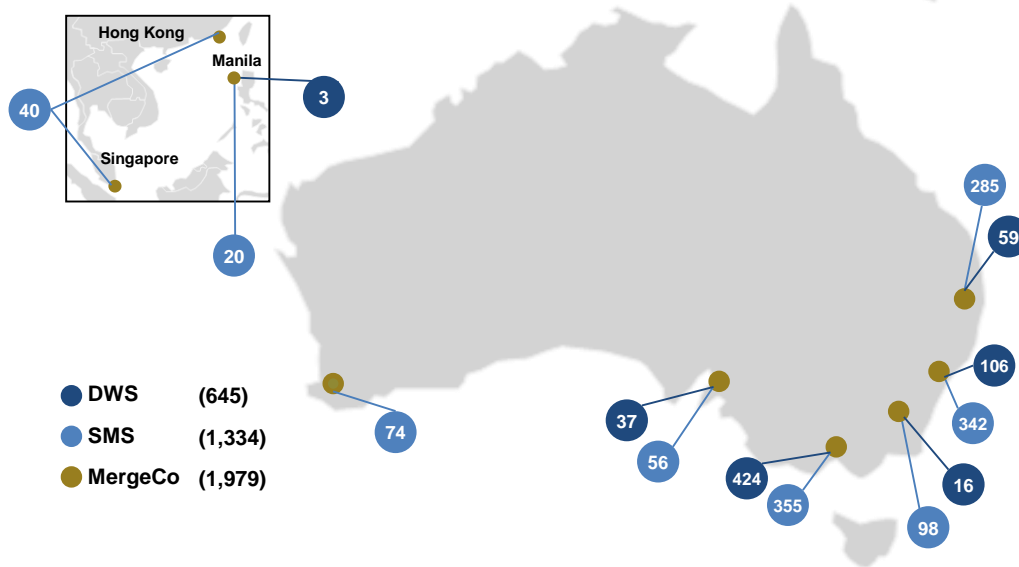 Hong Kong
Manila
40
3
Singapore
20
285
59
106
342
37
56
74
424
355
16
98
DWS (645)
SMS (1,334)
MergeCo (1,979)